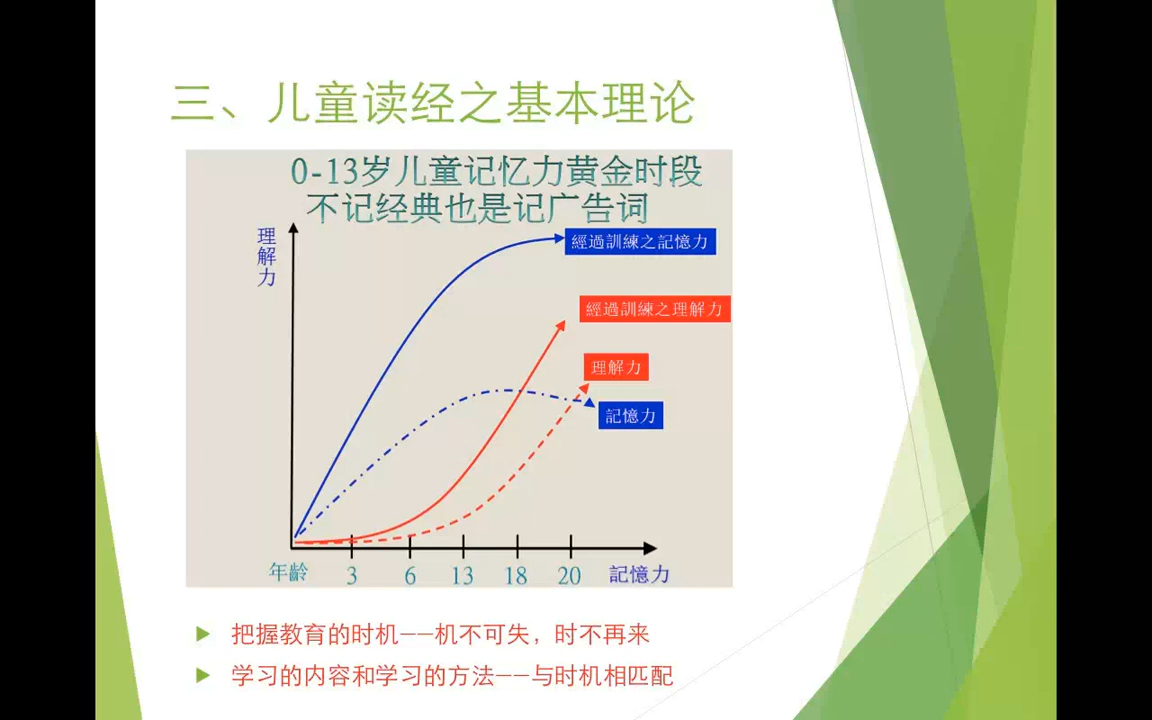 三、儿童读经之基本理论
0-13岁儿童记忆力黄金时段
不记经典也是记广告词
理解力
經過訓練之記憶力
經過訓練之理解力
理解力
記憶力
年龄 3 6 13 18 20 記憶力
把握教育的时机——机不可失，时不再来
学习的内容和学习的方法——与时机相匹配